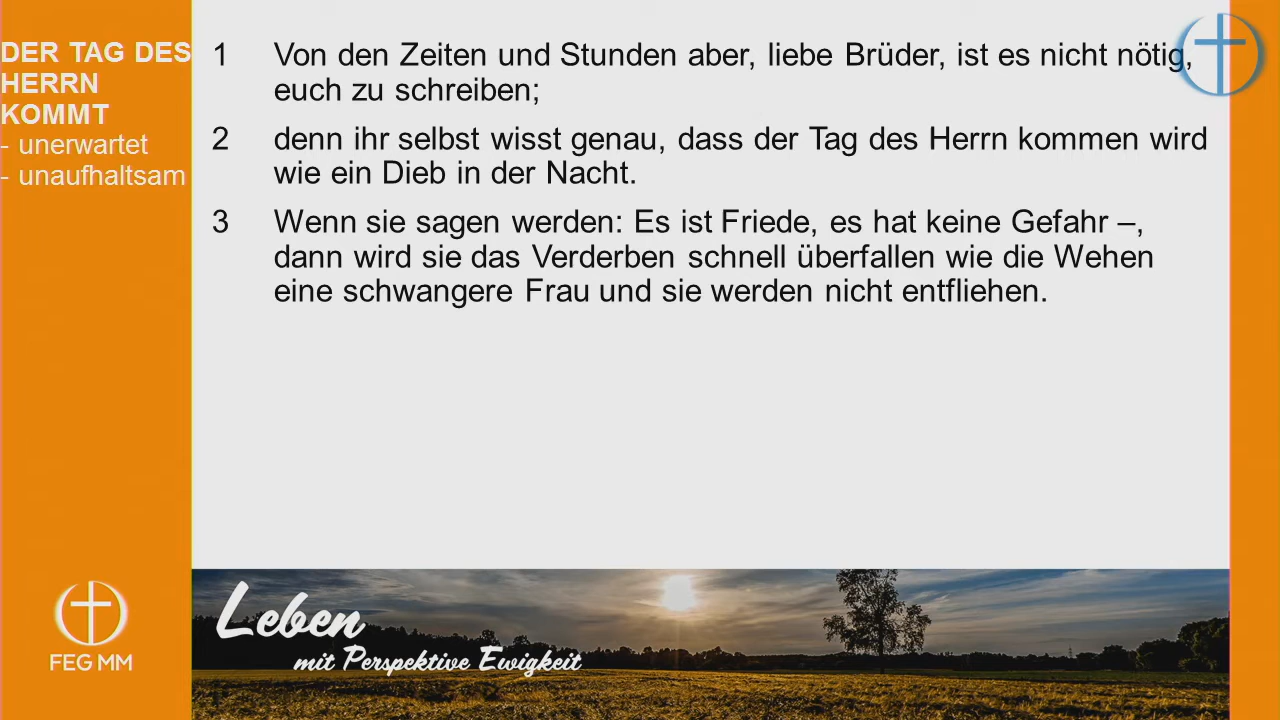 DER TAG DES
HERRN
KOMMT
- unerwartet
- unaufhaltsam
1 Von den Zeiten und Stunden aber, liebe Brüder, ist es nicht nötig,
euch zu schreiben;
2 denn ihr selbst wisst genau, dass der Tag des Herrn kommen wird
wie ein Dieb in der Nacht.
3 Wenn sie sagen werden: Es ist Friede, es hat keine Gefahr –,
dann wird sie das Verderben schnell überfallen wie die Wehen
eine schwangere Frau und sie werden nicht entfliehen.
Leben
mit Perspektive Ewigkeit
FEG MM